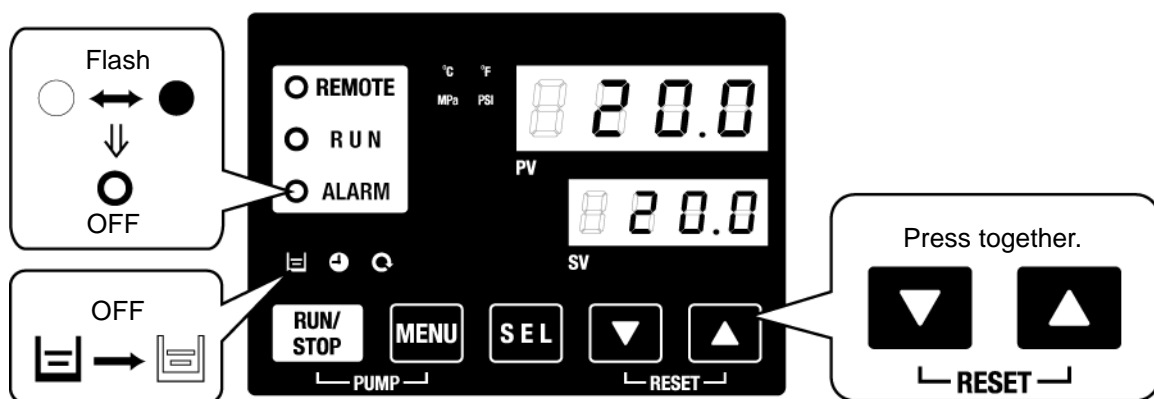 Flash
OFF
OFF
REMOTE
RUN
ALARM
°C °F
MPa PSI
20.0
PV
20.0
SV
RUN/
STOP
MENU
SEL
PUMP
RESET
Press together.
RESET